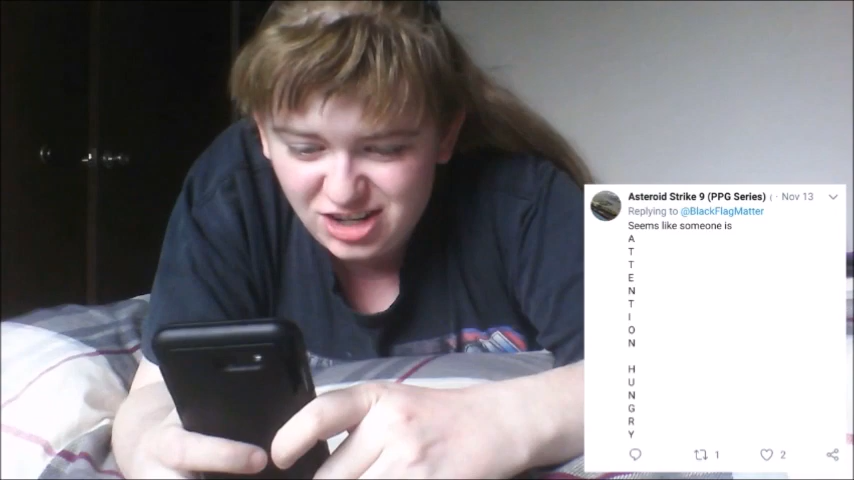 Asteroid Strike 9 (PPG Series) ( · Nov 13
Replying to @BlackFlagMatter
Seems like someone is
A
T
T
E
N
T
I
O
N
H
U
N
G
R
Y
1
2